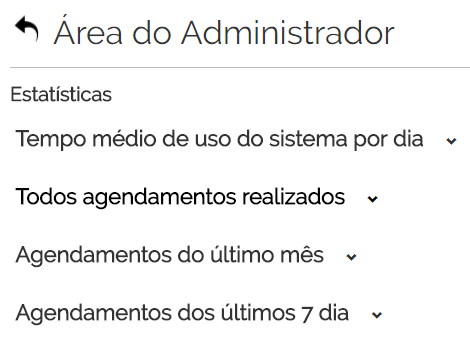 Área do Administrador
Estatísticas
Tempo médio de uso do sistema por dia
Todos agendamentos realizados
Agendamentos do último mês
Agendamentos dos últimos 7 dia